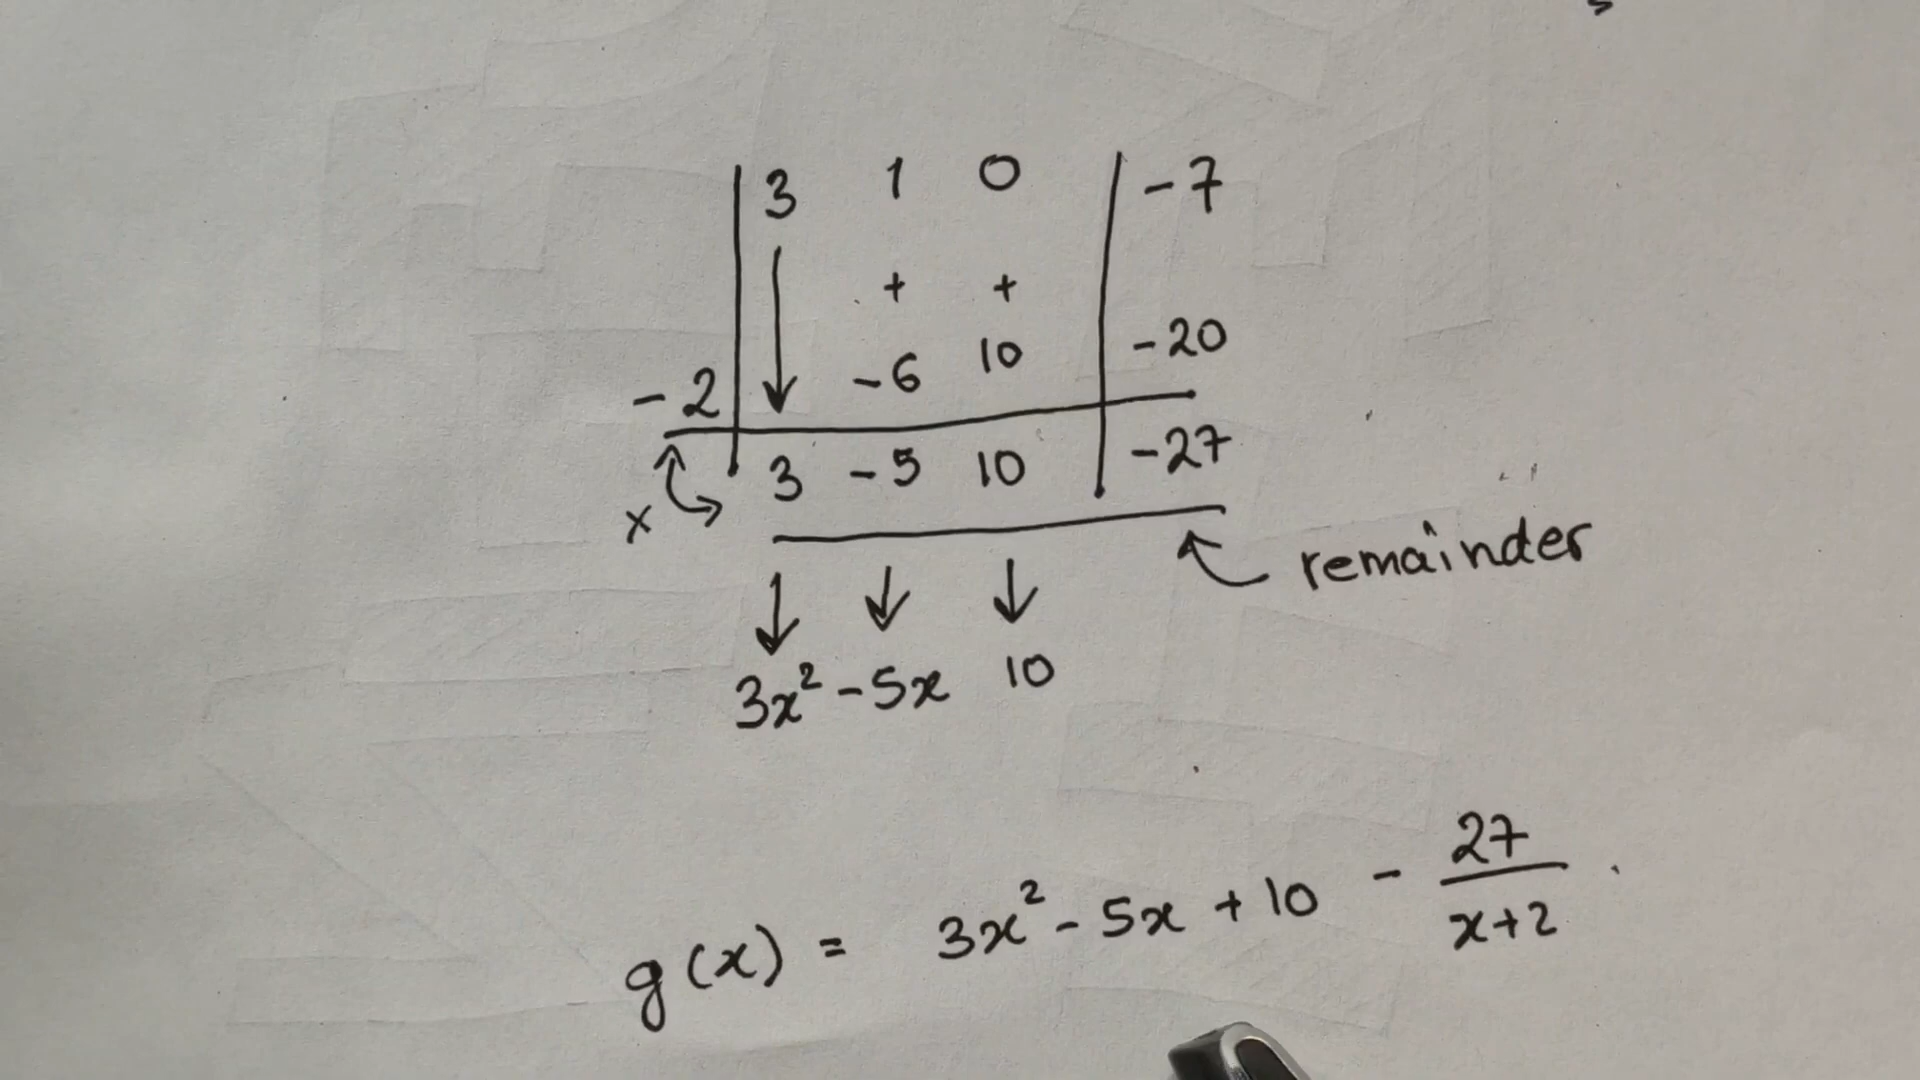 3 1 0 -7
+ +
-2 -6 10 -20
3 -5 10 -27
x
remainder
3x² -5x 10
g(x) = 3x² - 5x + 10 - 27/x+2